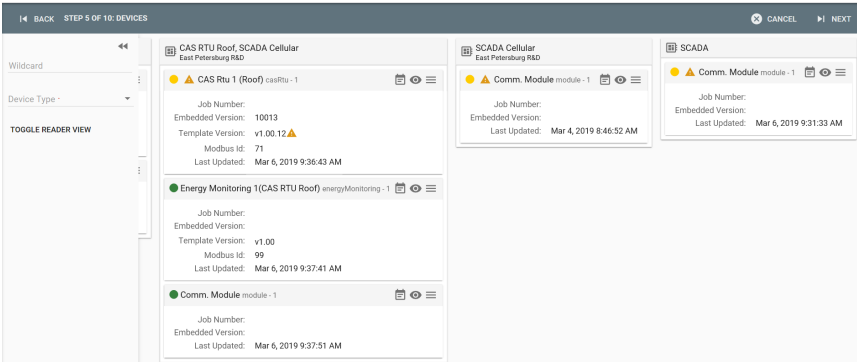 BACK STEP 5 OF 10: DEVICES
CANCEL NEXT
Wildcard
Device Type -
TOGGLE READER VIEW
CAS RTU Roof, SCADA Cellular
East Petersburg R&D
CAS Rtu 1 (Roof) casRtu - 1
Job Number:
Embedded Version: 10013
Template Version: v1.00.12
Modbus Id: 71
Last Updated: Mar 6, 2019 9:36:43 AM
Energy Monitoring 1(CAS RTU Roof) energyMonitoring - 1
Job Number:
Embedded Version:
Template Version: v1.00
Modbus Id: 99
Last Updated: Mar 6, 2019 9:37:41 AM
Comm. Module module - 1
Job Number:
Embedded Version:
Last Updated: Mar 6, 2019 9:37:51 AM
SCADA Cellular
East Petersburg R&D
Comm. Module module - 1
Job Number:
Embedded Version:
Last Updated: Mar 4, 2019 8:46:52 AM
SCADA
Comm. Module module - 1
Job Number:
Embedded Version:
Last Updated: Mar 6, 2019 9:31:33 AM